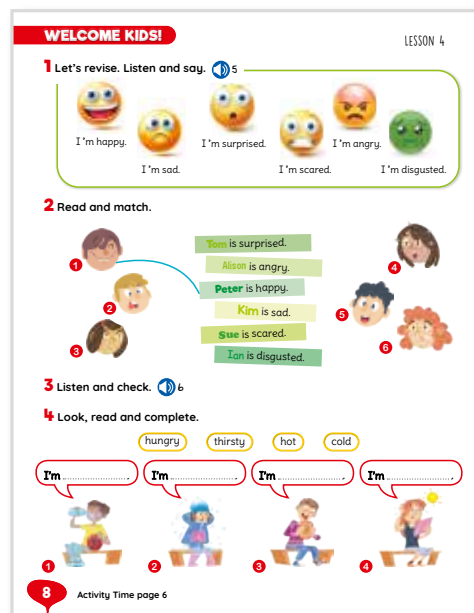 WELCOME KIDS!
LESSON 4
1 Let's revise. Listen and say. 5
I'm happy.
I'm sad.
I'm surprised.
I'm scared.
I'm angry.
I'm disgusted.
2 Read and match.
1
2
3
Tom is surprised.
Alison is angry.
Peter is happy.
Kim is sad.
Sue is scared.
Ian is disgusted.
4
5
6
3 Listen and check. 6
4 Look, read and complete.
hungry thirsty hot cold
I'm .................... .
I'm .................... .
I'm .................... .
I'm .................... .
1
2
3
4
8 Activity Time page 6